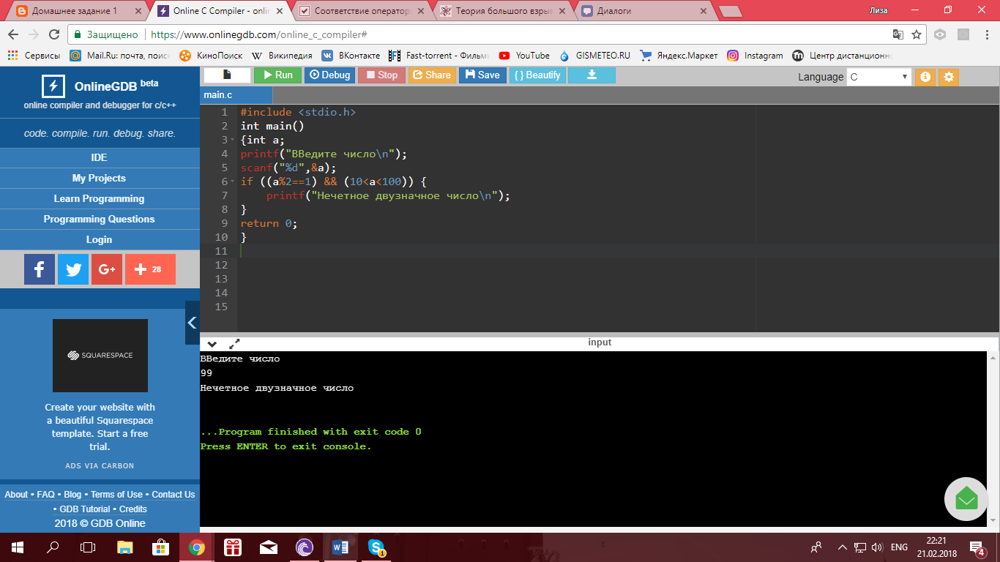 Домашнее задание 1
Online C Compiler - onlin
Соответствие оператор
Теория большого взрыв
Диалоги
Лиза
Защищено
https://www.onlinegdb.com/online_c_compiler#
Сервисы
Mail.Ru: почта, поиск
КиноПоиск
W Википедия
ВКонтакте
Fast-torrent - Фильм
YouTube
GISMETEO.RU
Яндекс.Маркет
Instagram
Центр дистанционн
OnlineGDB beta
online compiler and debugger for c/c++
code. compile. run. debug. share.
IDE
My Projects
Learn Programming
Programming Questions
Login
28
SQUARESPACE
Create your website with
a beautiful Squarespace
template. Start a free
trial.
ADS VIA CARBON
About • FAQ • Blog • Terms of Use • Contact Us
• GDB Tutorial • Credits
2018 © GDB Online
Run
Debug
Stop
Share
Save
{ } Beautify
Language
C
main.c
1 #include <stdio.h>
2 int main()
3 {int a;
4 printf("ВВедите число\n");
5 scanf("%d",&a);
6 if ((a%2==1) && (10<a<100)) {
7 printf("Нечетное двузначное число\n");
8 }
9 return 0;
10 }
11
12
13
14
15
input
ВВедите число
99
Нечетное двузначное число
...Program finished with exit code 0
Press ENTER to exit console.
ENG
22:21
21.02.2018
4
1